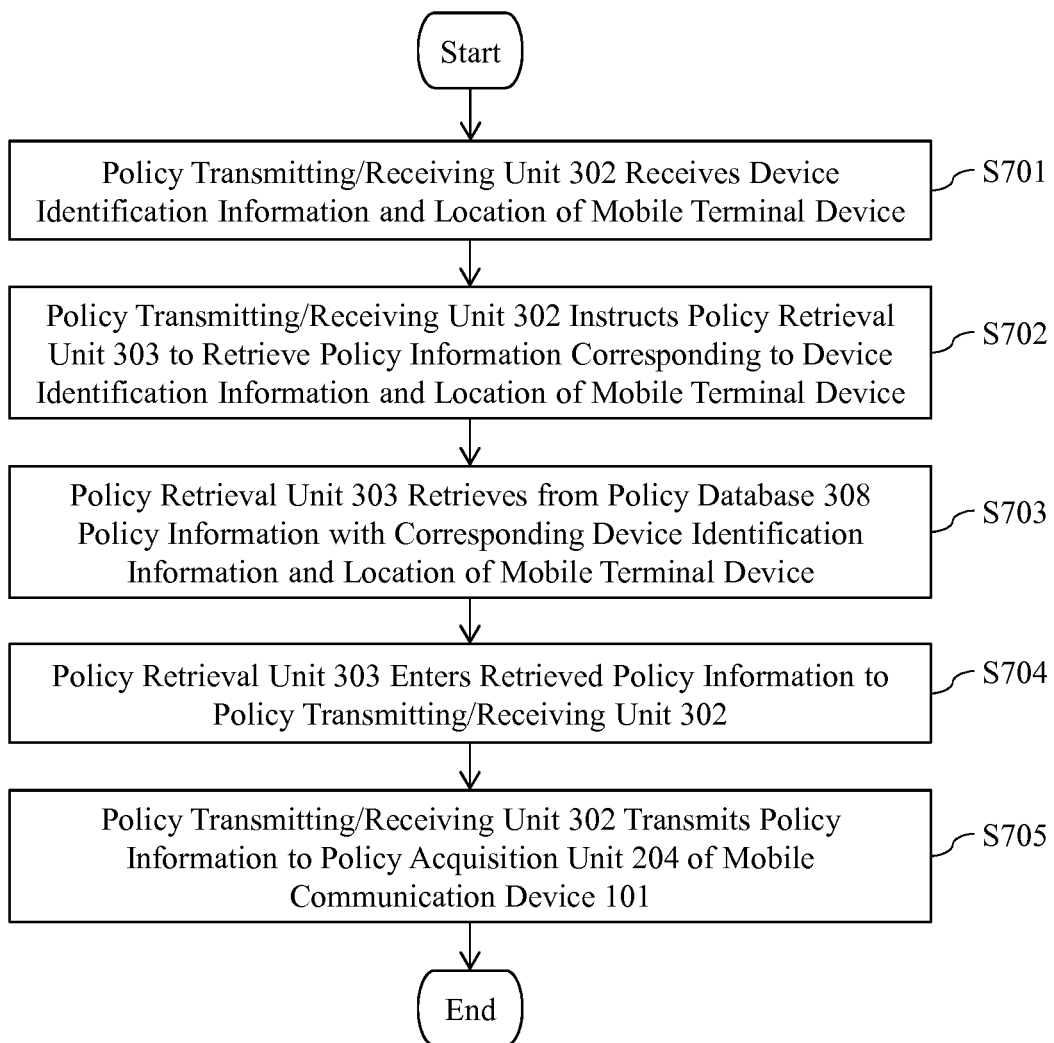 Start
Policy Transmitting/Receiving Unit 302 Receives Device
Identification Information and Location of Mobile Terminal Device
S701
Policy Transmitting/Receiving Unit 302 Instructs Policy Retrieval
Unit 303 to Retrieve Policy Information Corresponding to Device
Identification Information and Location of Mobile Terminal Device
S702
Policy Retrieval Unit 303 Retrieves from Policy Database 308
Policy Information with Corresponding Device Identification
Information and Location of Mobile Terminal Device
S703
Policy Retrieval Unit 303 Enters Retrieved Policy Information to
Policy Transmitting/Receiving Unit 302
S704
Policy Transmitting/Receiving Unit 302 Transmits Policy
Information to Policy Acquisition Unit 204 of Mobile
Communication Device 101
S705
End